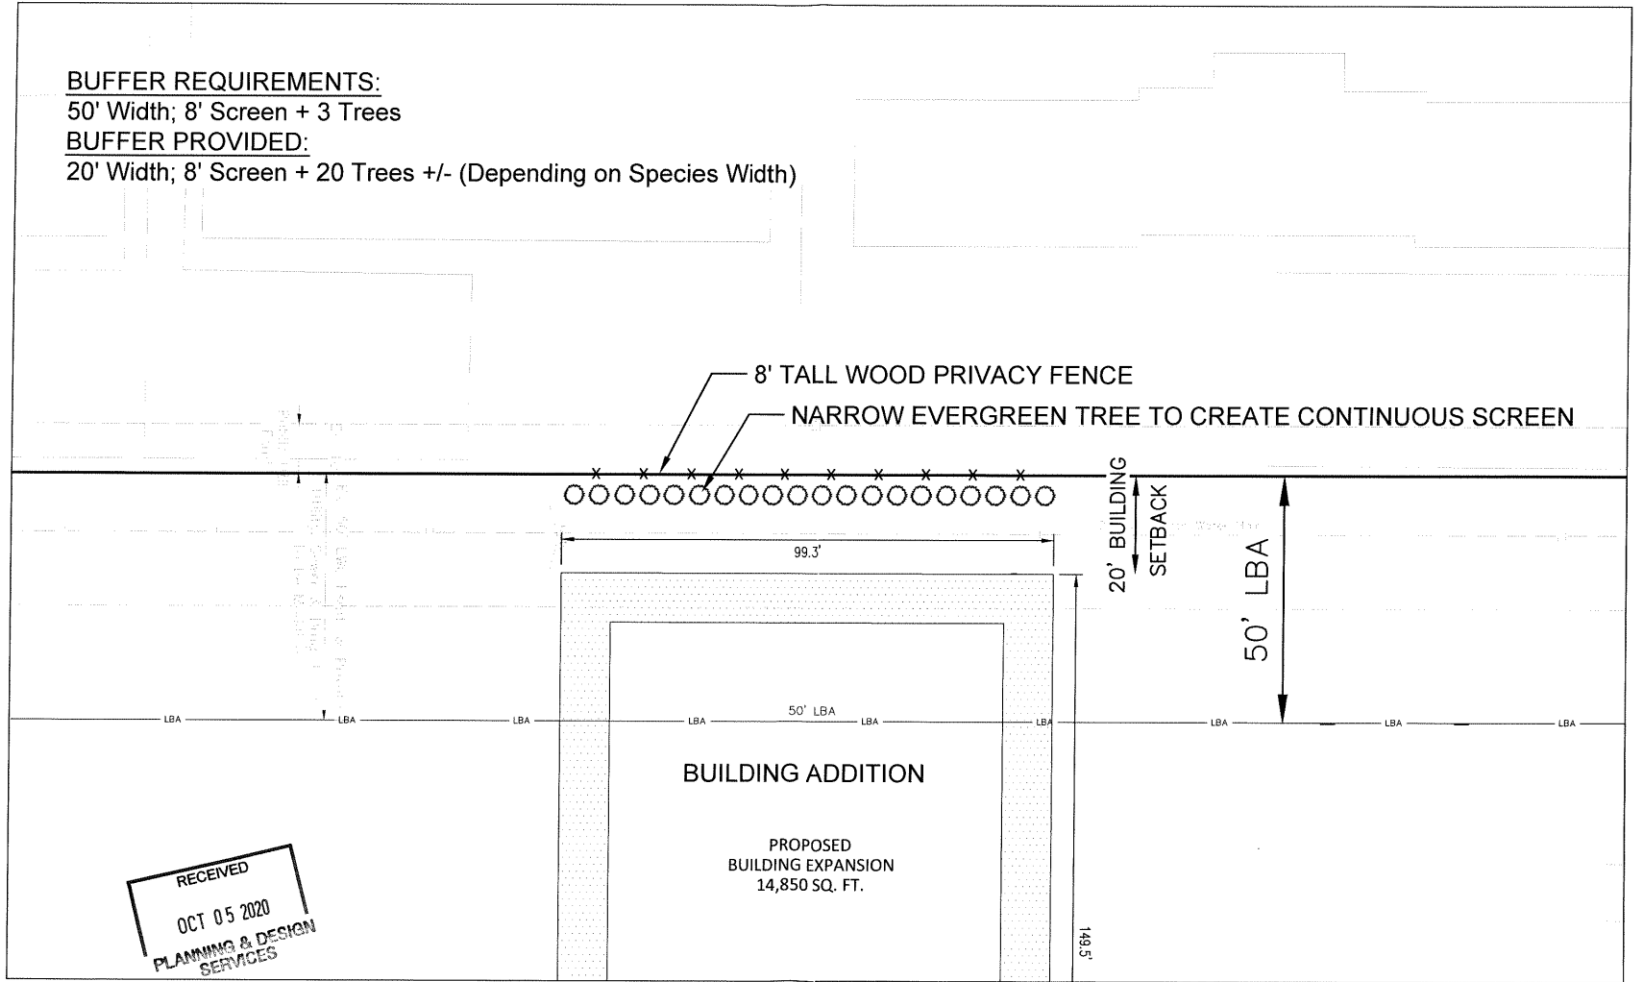 BUFFER REQUIREMENTS:
50' Width; 8' Screen + 3 Trees
BUFFER PROVIDED:
20' Width; 8' Screen + 20 Trees +/- (Depending on Species Width)
8' TALL WOOD PRIVACY FENCE
NARROW EVERGREEN TREE TO CREATE CONTINUOUS SCREEN
X X X X X X X X X X
20' BUILDING
SETBACK
50' LBA
99.3'
LBA LBA LBA LBA 50' LBA LBA LBA LBA LBA LBA
BUILDING ADDITION
PROPOSED
BUILDING EXPANSION
14,850 SQ. FT.
149.5'
RECEIVED
OCT 05 2020
PLANNING & DESIGN
SERVICES